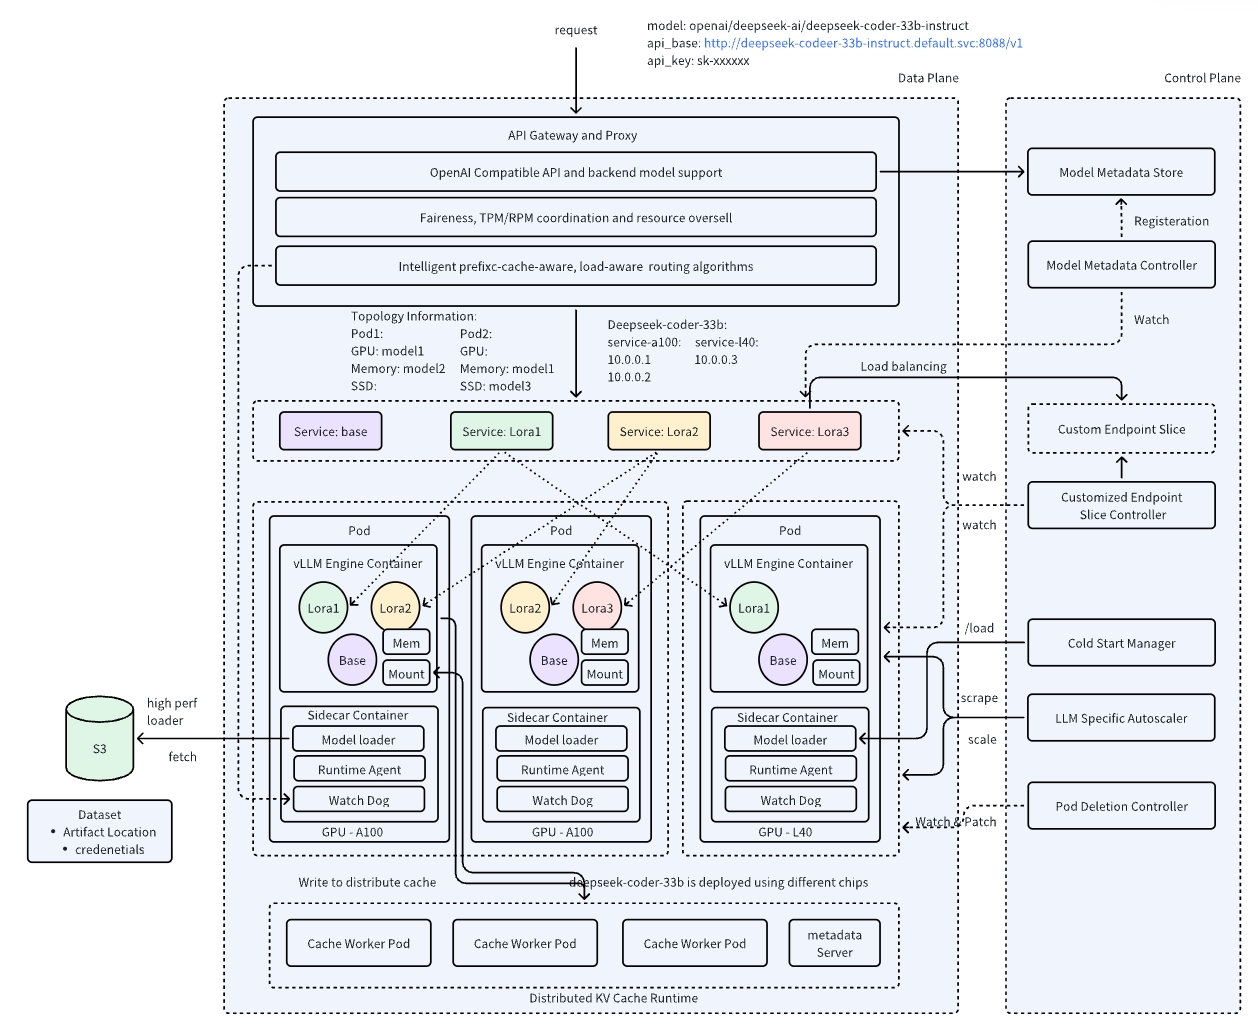 request
model: openai/deepseek-ai/deepseek-coder-33b-instruct
api_base: http://deepseek-codeer-33b-instruct.default.svc:8088/v1
api_key: sk-xxxxxx
Data Plane
Control Plane
API Gateway and Proxy
OpenAI Compatible API and backend model support
Faireness, TPM/RPM coordination and resource oversell
Intelligent prefixc-cache-aware, load-aware routing algorithms
Model Metadata Store
Registeration
Model Metadata Controller
Watch
Topology Information:
Pod1:
GPU: model1
Memory: model2
SSD:
Pod2:
GPU:
Memory: model1
SSD: model3
Deepseek-coder-33b:
service-a100:
10.0.0.1
10.0.0.2
service-l40:
10.0.0.3
Load balancing
Service: base
Service: Lora1
Service: Lora2
Service: Lora3
Custom Endpoint Slice
watch
Customized Endpoint
Slice Controller
watch
Pod
vLLM Engine Container
Lora1
Lora2
Base
Mem
Mount
Sidecar Container
Model loader
Runtime Agent
Watch Dog
GPU - A100
Pod
vLLM Engine Container
Lora2
Lora3
Base
Mem
Mount
Sidecar Container
Model loader
Runtime Agent
Watch Dog
GPU - A100
Pod
vLLM Engine Container
Lora1
Base
Mem
Mount
Sidecar Container
Model loader
Runtime Agent
Watch Dog
GPU - L40
/load
Cold Start Manager
scrape
LLM Specific Autoscaler
scale
Pod Deletion Controller
Watch & Patch
high perf
loader
S3
fetch
Dataset
• Artifact Location
• credenetials
Write to distribute cache
deepseek-coder-33b is deployed using different chips
Cache Worker Pod
Cache Worker Pod
Cache Worker Pod
metadata
Server
Distributed KV Cache Runtime